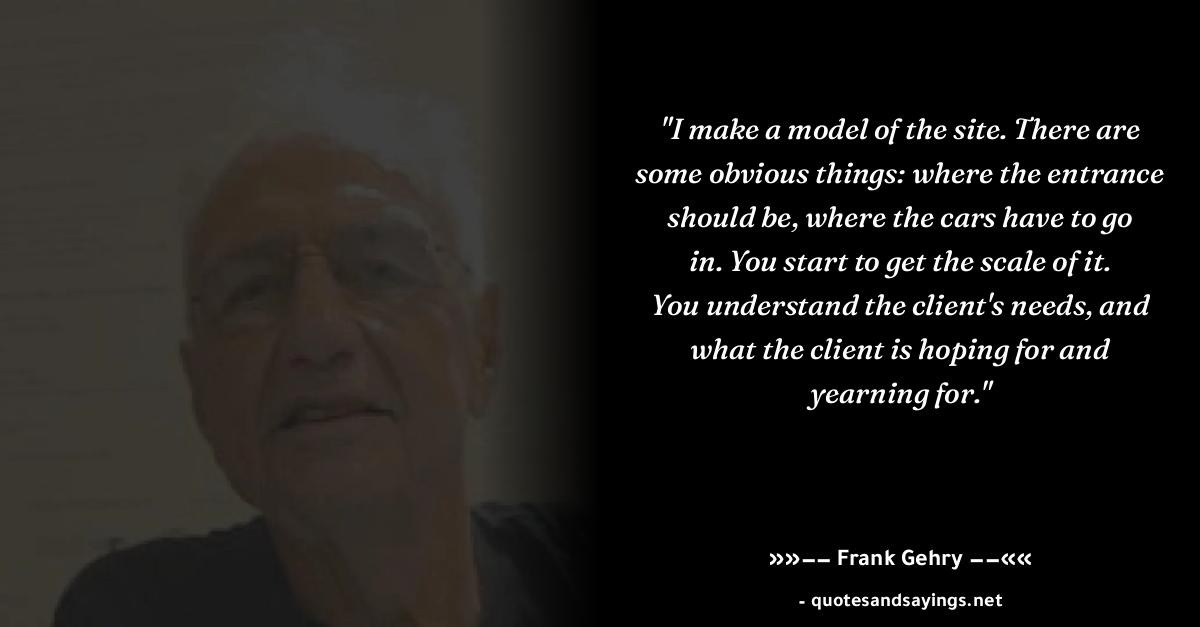 "I make a model of the site. There are
some obvious things: where the entrance
should be, where the cars have to go
in. You start to get the scale of it.
You understand the client's needs, and
what the client is hoping for and
yearning for."
»»−− Frank Gehry −−««
- quotesandsayings.net